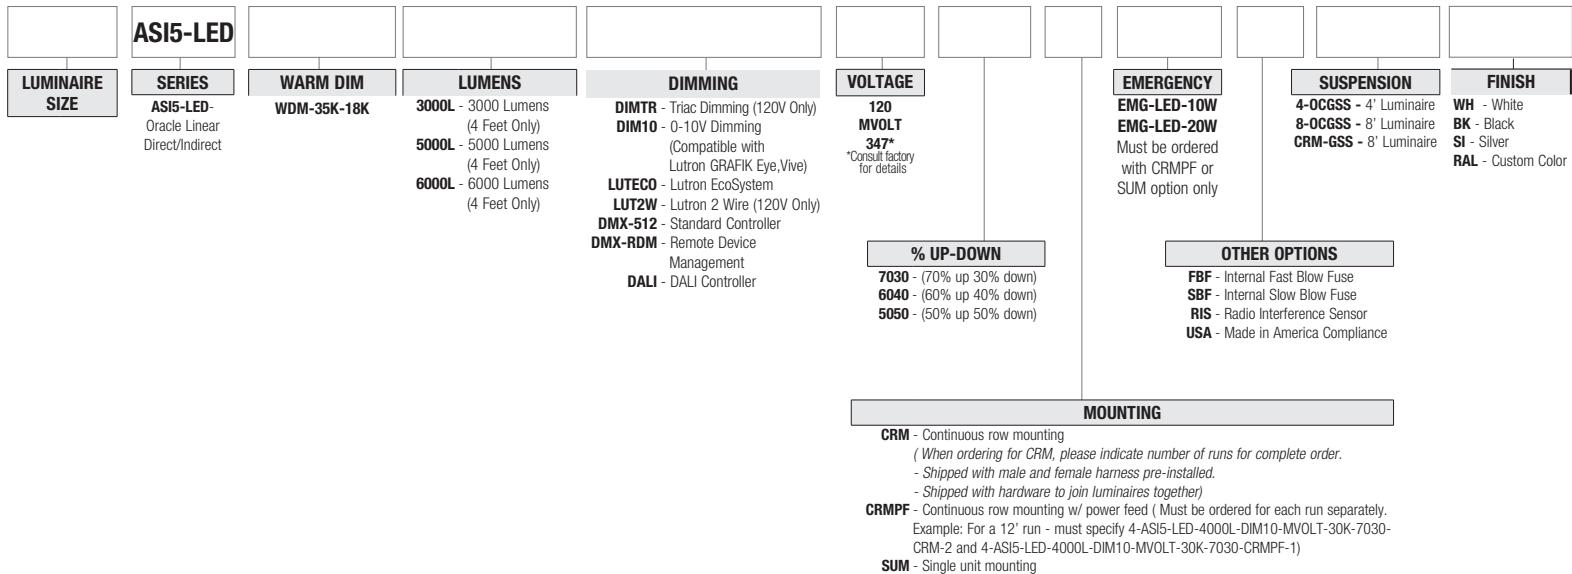 ASI5-LED
LUMINAIRE
SIZE
SERIES
ASI5-LED-
Oracle Linear
Direct/Indirect
WARM DIM
WDM-35K-18K
LUMENS
3000L - 3000 Lumens
(4 Feet Only)
5000L - 5000 Lumens
(4 Feet Only)
6000L - 6000 Lumens
(4 Feet Only)
DIMMING
DIMTR - Triac Dimming (120V Only)
DIM10 - 0-10V Dimming
(Compatible with
Lutron GRAFIK Eye,Vive)
LUTECO - Lutron EcoSystem
LUT2W - Lutron 2 Wire (120V Only)
DMX-512 - Standard Controller
DMX-RDM - Remote Device
Management
DALI - DALI Controller
VOLTAGE
120
MVOLT
347*
*Consult factory
for details
% UP-DOWN
7030 - (70% up 30% down)
6040 - (60% up 40% down)
5050 - (50% up 50% down)
MOUNTING
CRM - Continuous row mounting
( When ordering for CRM, please indicate number of runs for complete order.
- Shipped with male and female harness pre-installed.
- Shipped with hardware to join luminaires together)
CRMPF - Continuous row mounting w/ power feed ( Must be ordered for each run separately.
Example: For a 12' run - must specify 4-ASI5-LED-4000L-DIM10-MVOLT-30K-7030-
CRM-2 and 4-ASI5-LED-4000L-DIM10-MVOLT-30K-7030-CRMPF-1)
SUM - Single unit mounting
EMERGENCY
EMG-LED-10W
EMG-LED-20W
Must be ordered
with CRMPF or
SUM option only
OTHER OPTIONS
FBF - Internal Fast Blow Fuse
SBF - Internal Slow Blow Fuse
RIS - Radio Interference Sensor
USA - Made in America Compliance
SUSPENSION
4-OCGSS - 4' Luminaire
8-OCGSS - 8' Luminaire
CRM-GSS - 8' Luminaire
FINISH
WH - White
BK - Black
SI - Silver
RAL - Custom Color